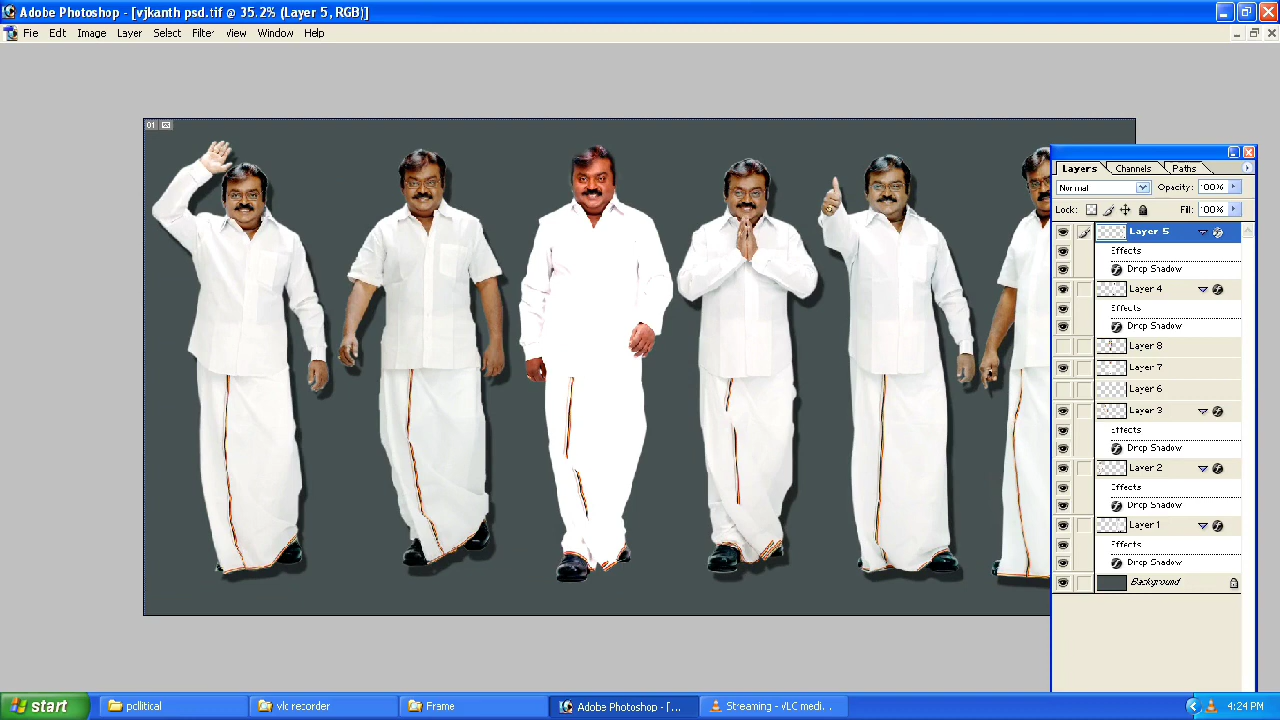 Adobe Photoshop - [vjkanth psd.tif @ 35.2% (Layer 5, RGB)]
File Edit Image Layer Select Filter View Window Help
01
Layers Channels Paths
Normal Opacity: 100%
Lock: Fill: 100%
Layer 5
Effects
Drop Shadow
Layer 4
Effects
Drop Shadow
Layer 8
Layer 7
Layer 6
Layer 3
Effects
Drop Shadow
Layer 2
Effects
Drop Shadow
Layer 1
Effects
Drop Shadow
Background
start pcllitical vlc recorder Frame Adobe Photoshop - [... Streaming - VLC medi... 4:24 PM